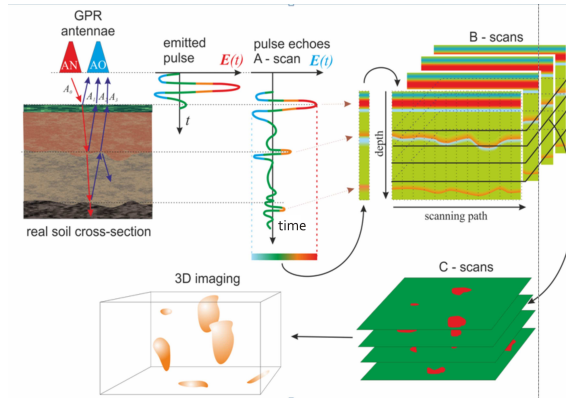 GPR
antennae
AN
AO
emitted
pulse
E(t)
pulse echoes
A - scan
E(t)
B - scans
t
depth
scanning path
real soil cross-section
time
C - scans
3D imaging